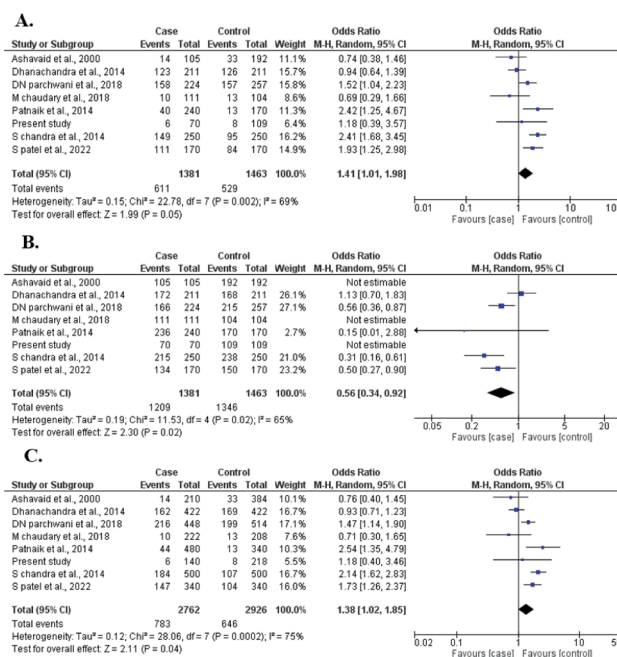 A.
Case Control Odds Ratio Odds Ratio
Study or Subgroup Events Total Events Total Weight M-H, Random, 95% CI M-H, Random, 95% CI
Ashavaid et al., 2000 14 105 33 192 11.1% 0.74 [0.38, 1.46]
Dhanachandra et al., 2014 123 211 126 211 15.7% 0.94 [0.64, 1.39]
DN parchwani et al., 2018 158 224 157 257 15.9% 1.52 [1.04, 2.23]
M chaudary et al., 2018 10 111 13 104 8.9% 0.69 [0.29, 1.66]
Patnaik et al., 2014 40 240 13 170 11.3% 2.42 [1.25, 4.67]
Present study 6 70 8 109 6.4% 1.18 [0.39, 3.57]
S chandra et al., 2014 149 250 95 250 16.2% 2.41 [1.68, 3.45]
S patel et al., 2022 111 170 84 170 14.6% 1.93 [1.25, 2.98]
Total (95% CI) 1381 1463 100.0% 1.41 [1.01, 1.98]
Total events 611 529
Heterogeneity: Tau² = 0.15; Chi² = 22.78, df = 7 (P = 0.002); I² = 69%
Test for overall effect: Z = 1.99 (P = 0.05)
0.01 0.1 1 10 10
Favours [case] Favours [control]
B.
Case Control Odds Ratio Odds Ratio
Study or Subgroup Events Total Events Total Weight M-H, Random, 95% CI M-H, Random, 95% CI
Ashavaid et al., 2000 105 105 192 192 Not estimable
Dhanachandra et al., 2014 172 211 168 211 26.1% 1.13 [0.70, 1.83]
DN parchwani et al., 2018 166 224 215 257 27.1% 0.56 [0.36, 0.87]
M chaudary et al., 2018 111 111 104 104 Not estimable
Patnaik et al., 2014 236 240 170 170 2.7% 0.15 [0.01, 2.88]
Present study 70 70 109 109 Not estimable
S chandra et al., 2014 215 250 238 250 21.0% 0.31 [0.16, 0.61]
S patel et al., 2022 134 170 150 170 23.2% 0.50 [0.27, 0.90]
Total (95% CI) 1381 1463 100.0% 0.56 [0.34, 0.92]
Total events 1209 1346
Heterogeneity: Tau² = 0.19; Chi² = 11.53, df = 4 (P = 0.02); I² = 65%
Test for overall effect: Z = 2.30 (P = 0.02)
0.05 0.2 1 5 20
Favours [case] Favours [control]
C.
Case Control Odds Ratio Odds Ratio
Study or Subgroup Events Total Events Total Weight M-H, Random, 95% CI M-H, Random, 95% CI
Ashavaid et al., 2000 14 210 33 384 10.1% 0.76 [0.40, 1.45]
Dhanachandra et al., 2014 162 422 169 422 16.7% 0.93 [0.71, 1.23]
DN parchwani et al., 2018 216 448 199 514 17.1% 1.47 [1.14, 1.90]
M chaudary et al., 2018 10 222 13 208 7.1% 0.71 [0.30, 1.65]
Patnaik et al., 2014 44 480 13 340 10.2% 2.54 [1.35, 4.79]
Present study 6 140 8 218 5.1% 1.18 [0.40, 3.46]
S chandra et al., 2014 184 500 107 500 16.6% 2.14 [1.62, 2.83]
S patel et al., 2022 147 340 104 340 16.0% 1.73 [1.26, 2.37]
Total (95% CI) 2762 2926 100.0% 1.38 [1.02, 1.85]
Total events 783 646
Heterogeneity: Tau² = 0.12; Chi² = 28.06, df = 7 (P = 0.0002); I² = 75%
Test for overall effect: Z = 2.11 (P = 0.04)
0.02 0.1 1 10 5
Favours [case] Favours [control]